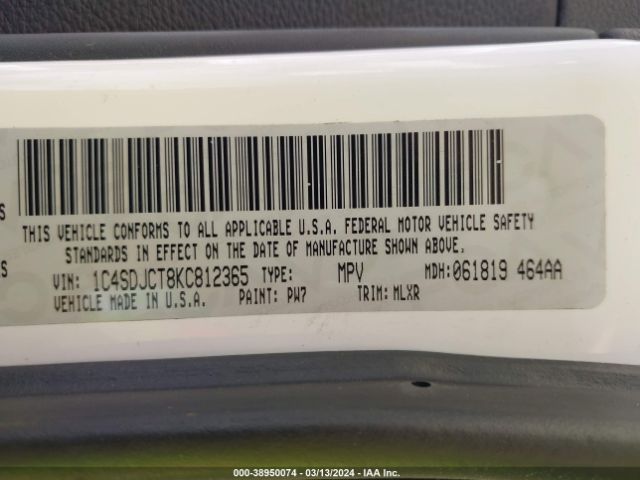 S
THIS VEHICLE CONFORMS TO ALL APPLICABLE U.S.A. FEDERAL MOTOR VEHICLE SAFETY
STANDARDS IN EFFECT ON THE DATE OF MANUFACTURE SHOWN ABOVE.
S
VIN: 1C4SDJCT8KC812365 TYPE: MPV MDH:061819 464AA
VEHICLE MADE IN U.S.A. PAINT: PW7 TRIM: MLXR
000-38950074 — 03/13/2024 — IAA Inc.